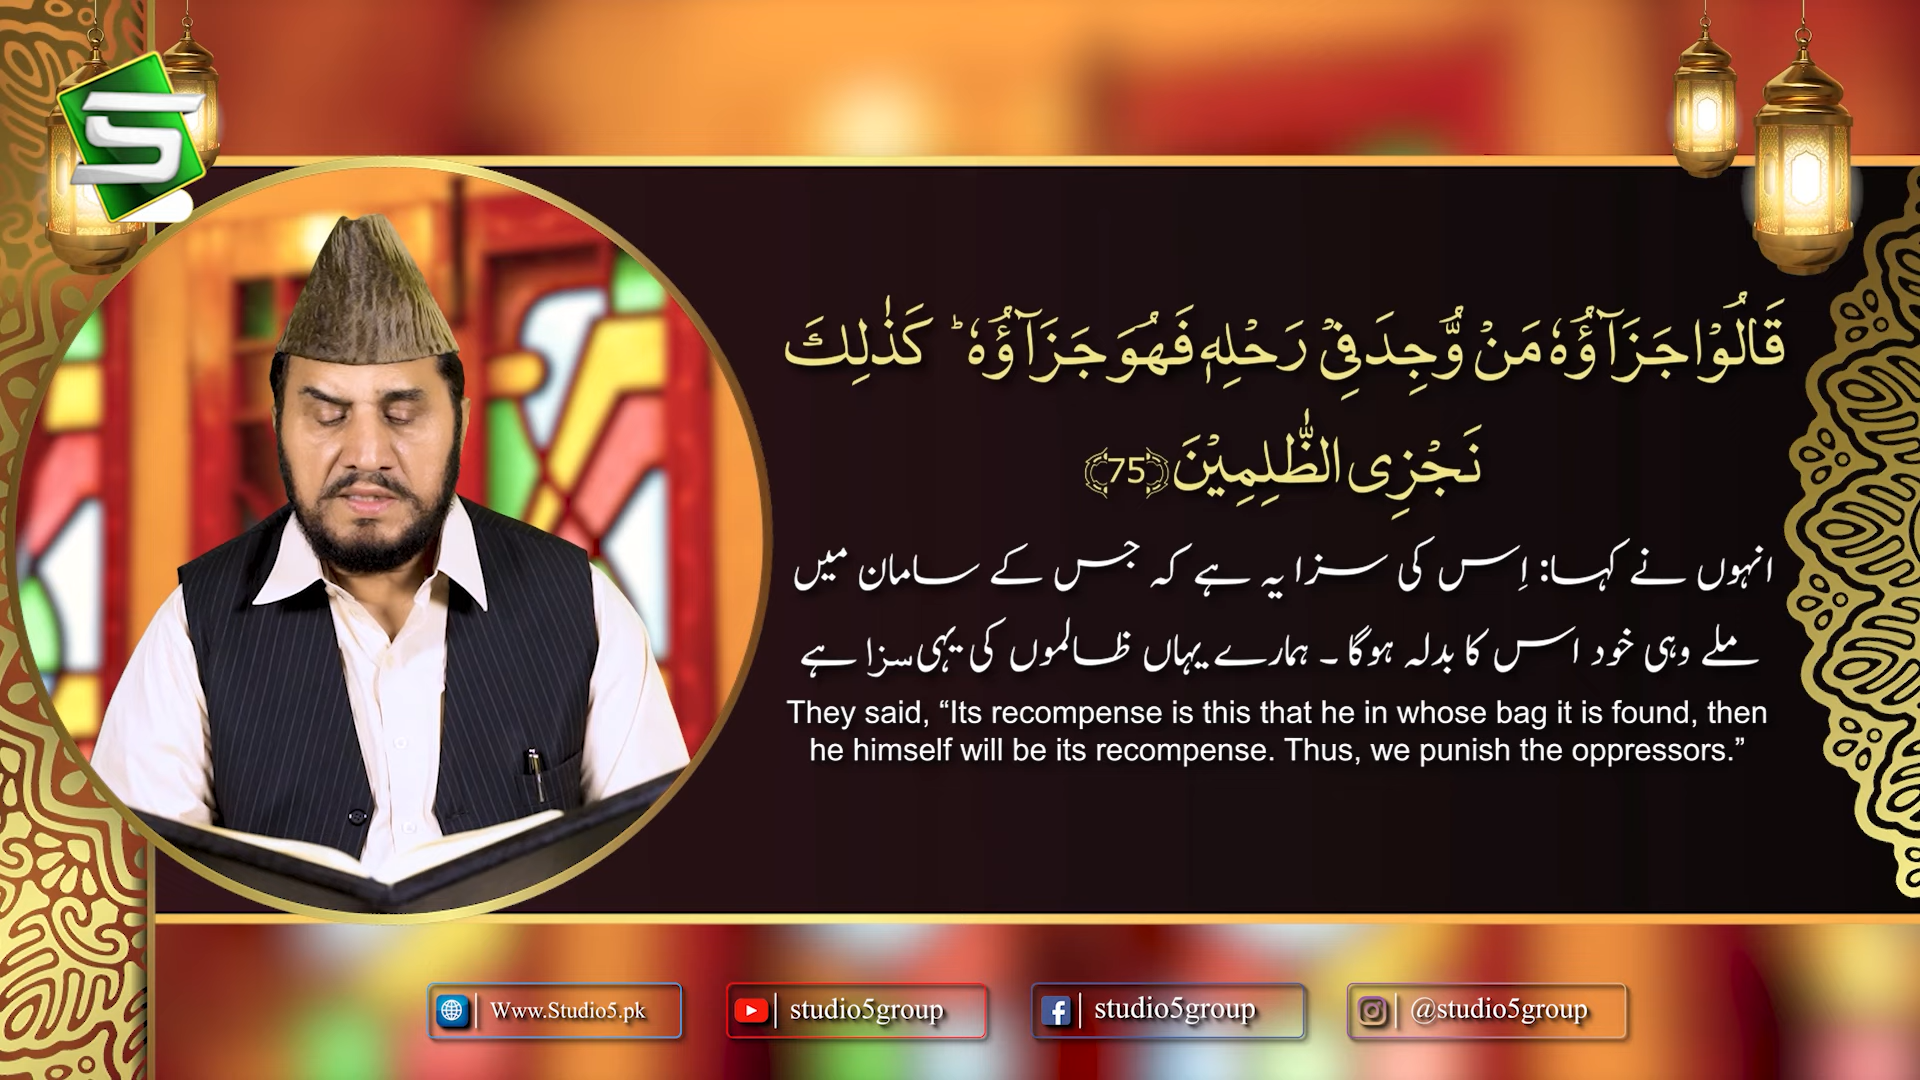 قَالُوْا جَزَآؤُهٗ مَنْ وُّجِدَ فِيْ رَحْلِهٖ فَهُوَ جَزَآؤُهٗ ؕ كَذٰلِكَ
نَجْزِی الظّٰلِمِيْنَ ﴿75﴾
انہوں نے کہا: اِس کی سزا یہ ہے کہ جس کے سامان میں
ملے وہی خود اس کا بدلہ ہوگا ۔ ہمارے یہاں ظالموں کی یہی سزا ہے
They said, “Its recompense is this that he in whose bag it is found, then
he himself will be its recompense. Thus, we punish the oppressors.”
Www.Studio5.pk
studio5group
studio5group
@studio5group